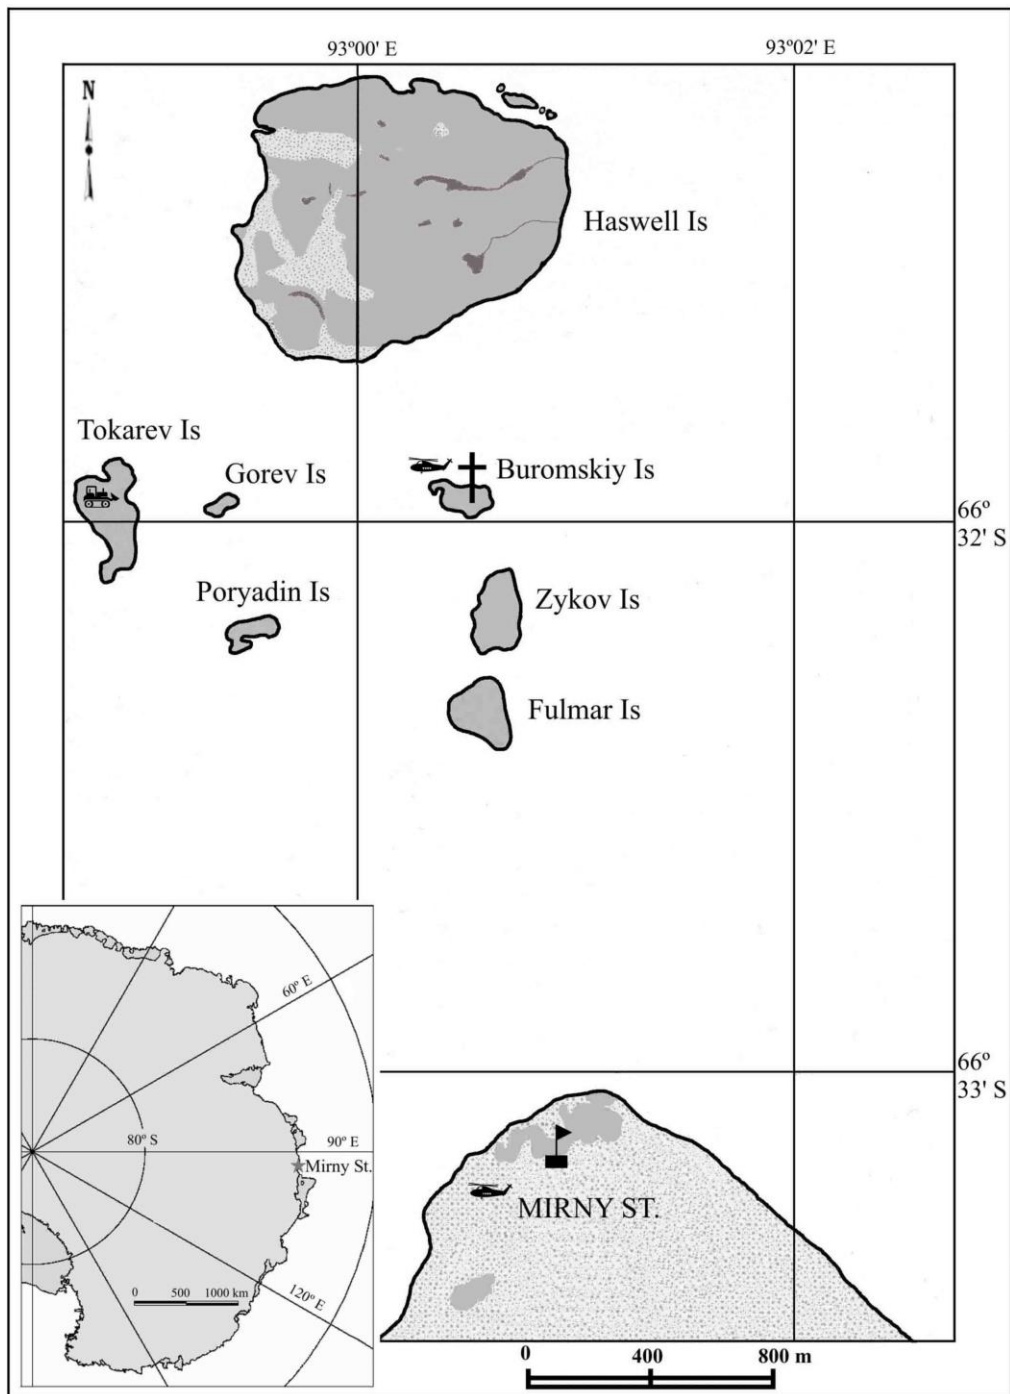 93º00' E
93º02' E
N
Haswell Is
Tokarev Is
Gorev Is
Buromskiy Is
66º
32' S
Poryadin Is
Zykov Is
Fulmar Is
60º E
66º
33' S
80º S
90º E
Mirny St.
MIRNY ST.
120º E
0 500 1000 km
0 400 800 m